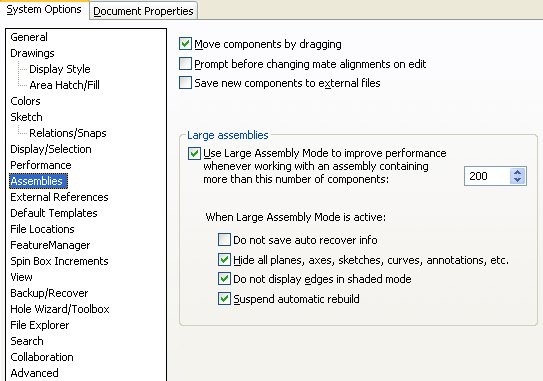 System Options
Document Properties
General
Drawings
Display Style
Area Hatch/Fill
Colors
Sketch
Relations/Snaps
Display/Selection
Performance
Assemblies
External References
Default Templates
File Locations
FeatureManager
Spin Box Increments
View
Backup/Recover
Hole Wizard/Toolbox
File Explorer
Search
Collaboration
Advanced
Move components by dragging
Prompt before changing mate alignments on edit
Save new components to external files
Large assemblies
Use Large Assembly Mode to improve performance
whenever working with an assembly containing
more than this number of components:
200
When Large Assembly Mode is active:
Do not save auto recover info
Hide all planes, axes, sketches, curves, annotations, etc.
Do not display edges in shaded mode
Suspend automatic rebuild